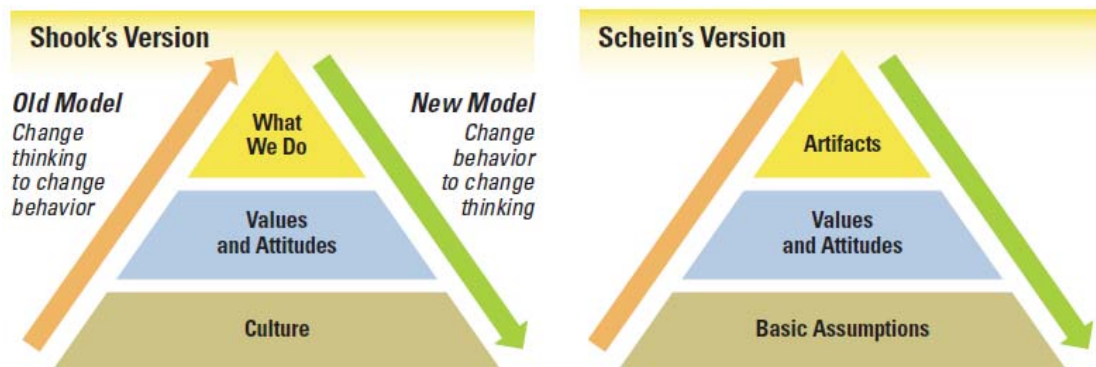 Shook's Version
Old Model
Change
thinking
to change
behavior
What
We Do
New Model
Change
behavior
to change
thinking
Values
and Attitudes
Culture
Schein's Version
Artifacts
Values
and Attitudes
Basic Assumptions